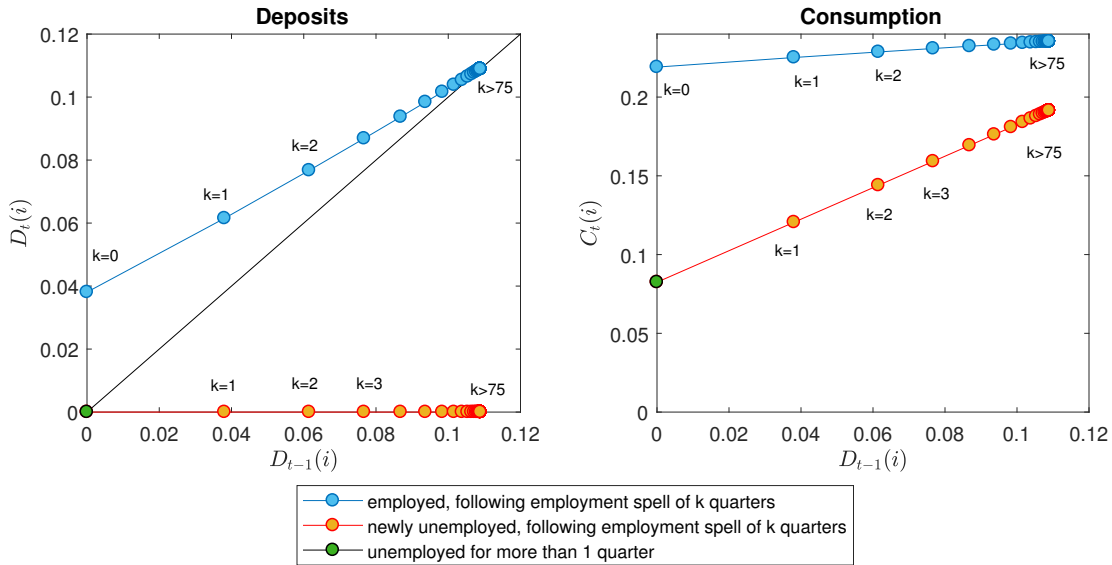 Deposits
0.12
0.1
0.08
0.06
0.04
0.02
0
D_t(i)
k=0
k=1
k=2
k>75
k=1
k=2
k=3
k>75
0 0.02 0.04 0.06 0.08 0.1 0.12
D_{t-1}(i)
Consumption
0.2
0.15
0.1
0.05
0
C_t(i)
k=0
k=1
k=2
k>75
k=1
k=2
k=3
k>75
0 0.02 0.04 0.06 0.08 0.1 0.12
D_{t-1}(i)
employed, following employment spell of k quarters
newly unemployed, following employment spell of k quarters
unemployed for more than 1 quarter